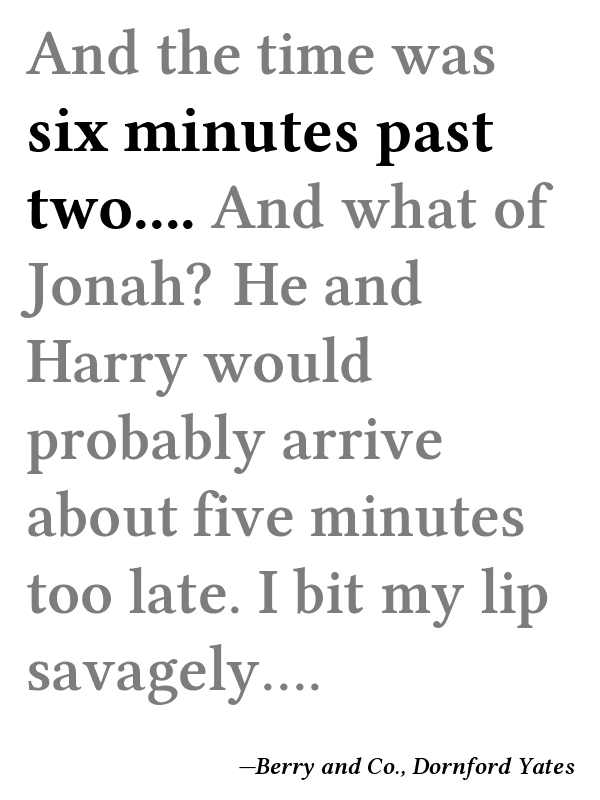 And the time was
six minutes past
two.... And what of
Jonah? He and
Harry would
probably arrive
about five minutes
too late. I bit my lip
savagely....
—Berry and Co., Dornford Yates